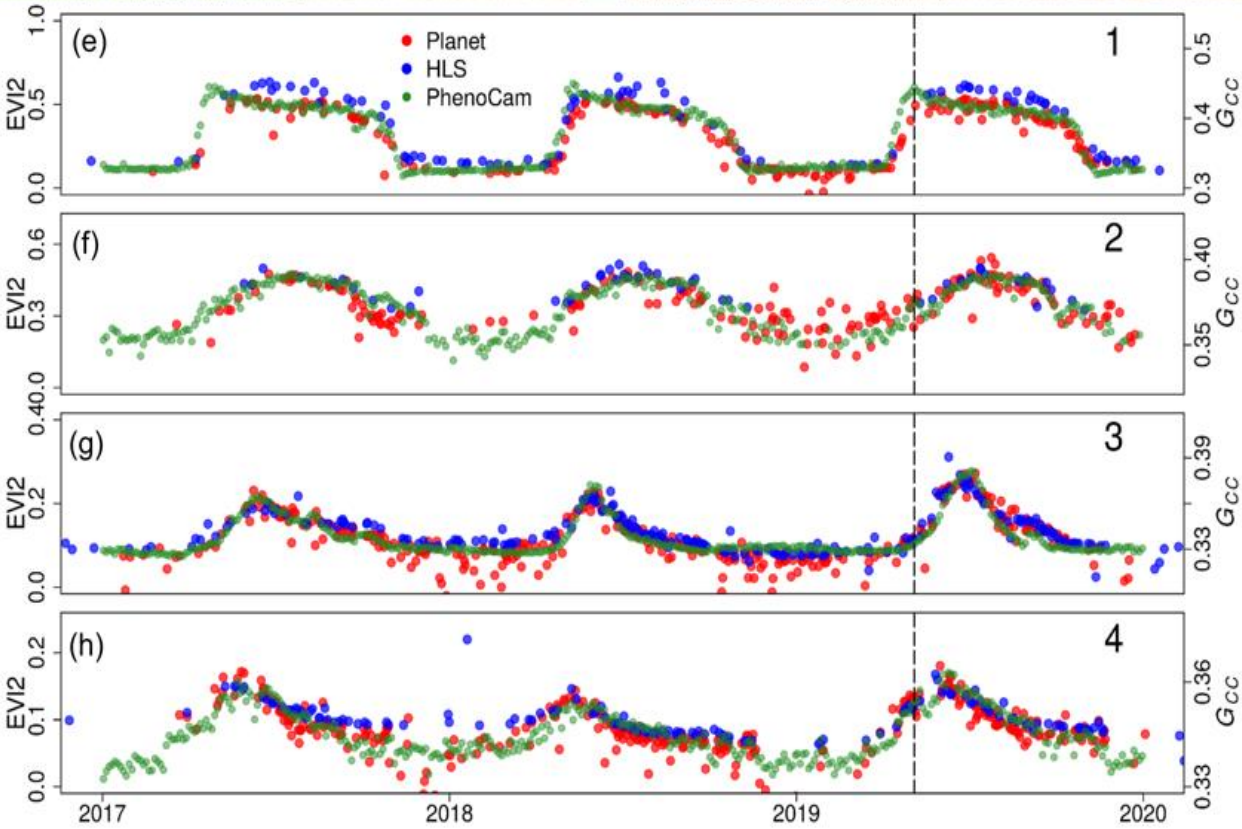 (e)
Planet
HLS
PhenoCam
1
EVI2
0.0 0.5 1.0
Gcc
0.3 0.4 0.5
(f)
2
EVI2
0.0 0.3 0.6
Gcc
0.35 0.40
(g)
3
EVI2
0.0 0.2 0.4
Gcc
0.33 0.39
(h)
4
EVI2
0.0 0.1 0.2
Gcc
0.33 0.36
2017 2018 2019 2020